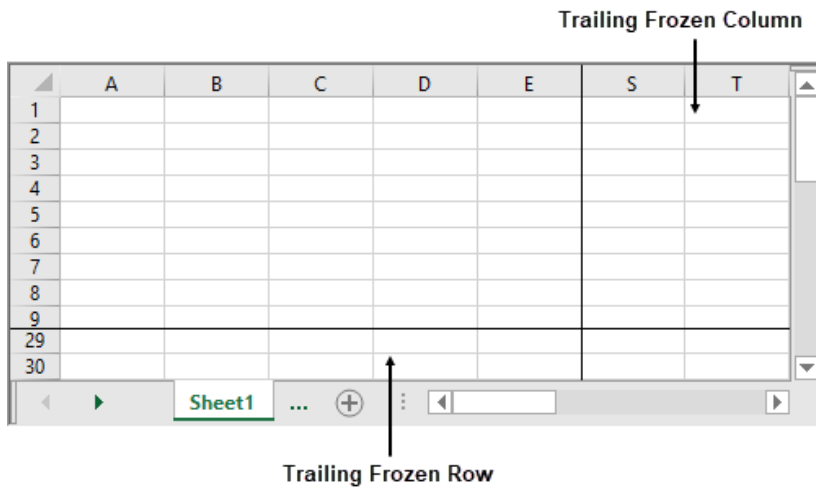 Trailing Frozen Column
A B C D E S T
1
2
3
4
5
6
7
8
9
29
30
Sheet1 ...
Trailing Frozen Row